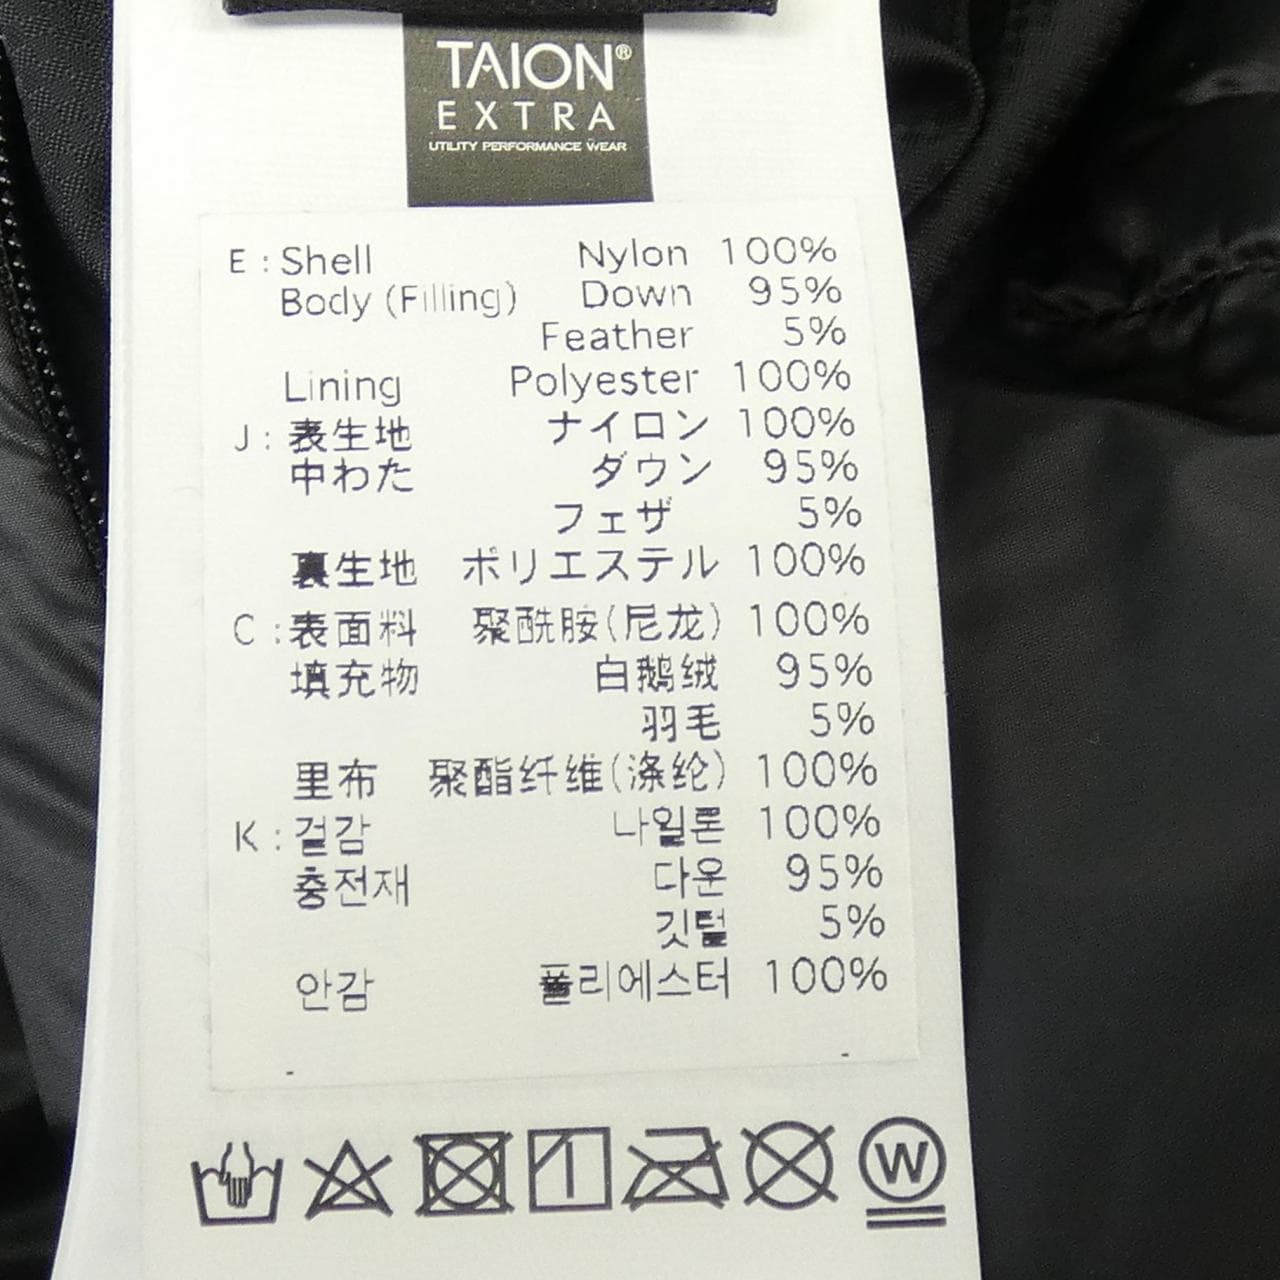 TAION®
EXTRA
UTILITY PERFORMANCE WEAR
E : Shell Nylon 100%
Body (Filling) Down 95%
Feather 5%
Lining Polyester 100%
J : 表生地 ナイロン 100%
中わた ダウン 95%
フェザ 5%
裏生地 ポリエステル 100%
C : 表面料 聚酰胺(尼龙) 100%
填充物 白鹅绒 95%
羽毛 5%
里布 聚酯纤维(涤纶) 100%
K : 겉감 나일론 100%
충전재 다운 95%
깃털 5%
안감 폴리에스터 100%
W